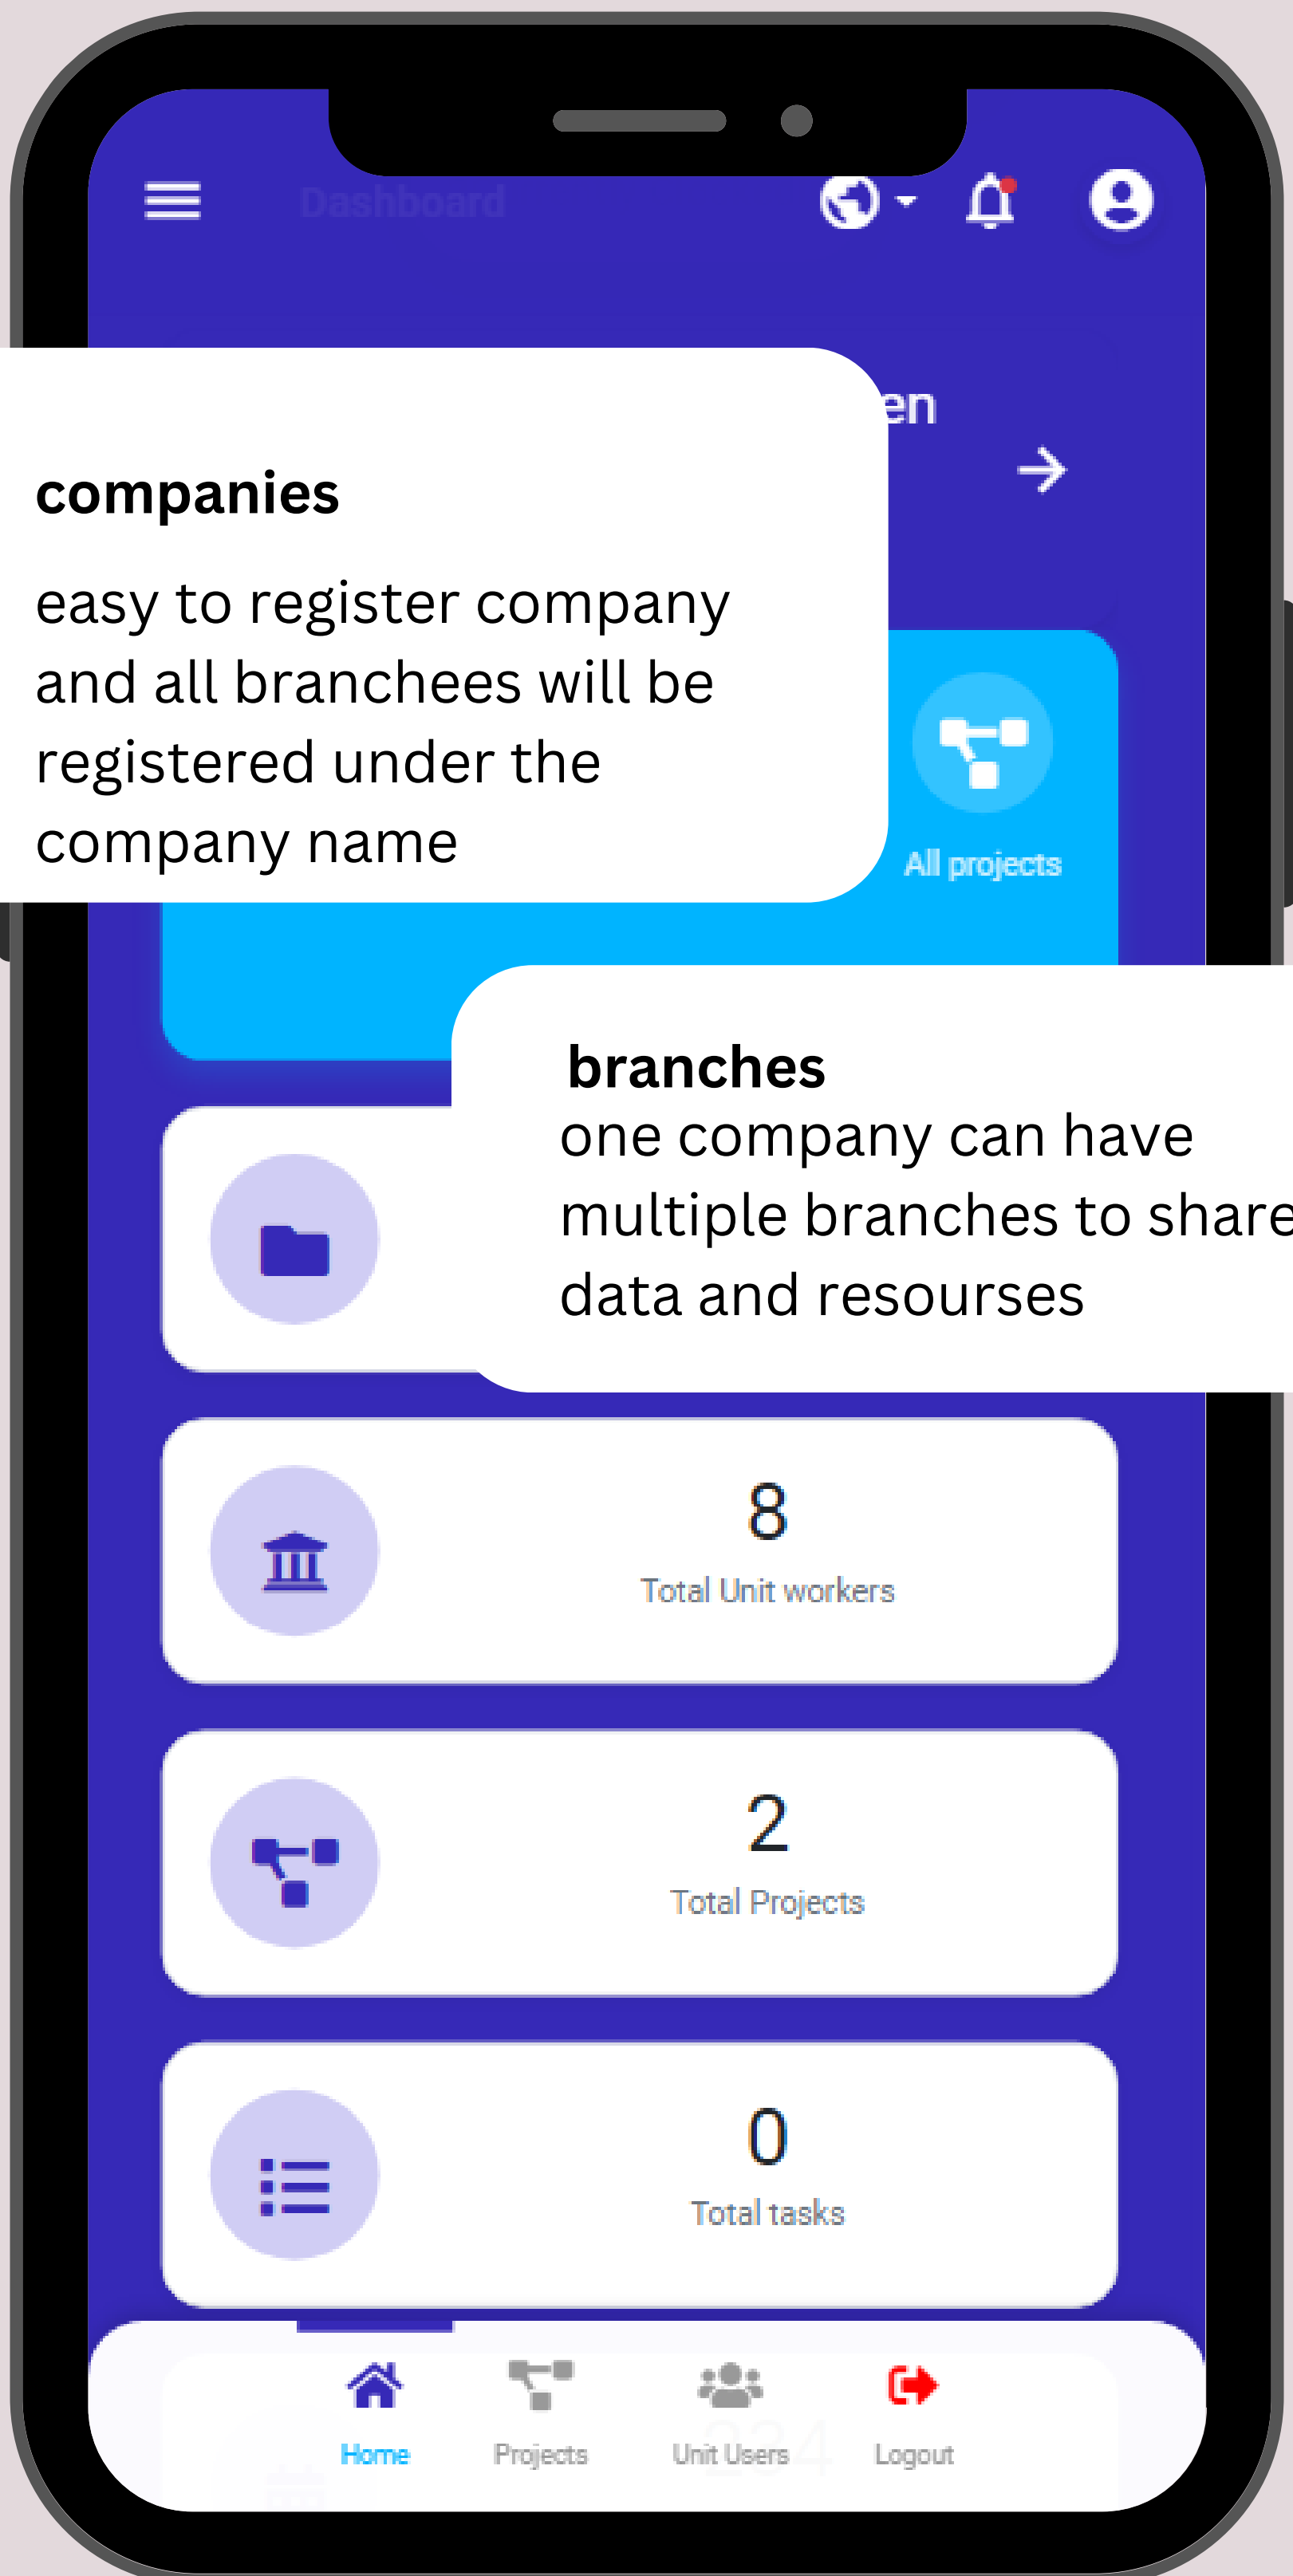 Dashboard
en
companies
easy to register company
and all branchees will be
registered under the
company name
All projects
branches
one company can have
multiple branches to share
data and resourses
8
Total Unit workers
2
Total Projects
0
Total tasks
Home
Projects
Unit Users
Logout